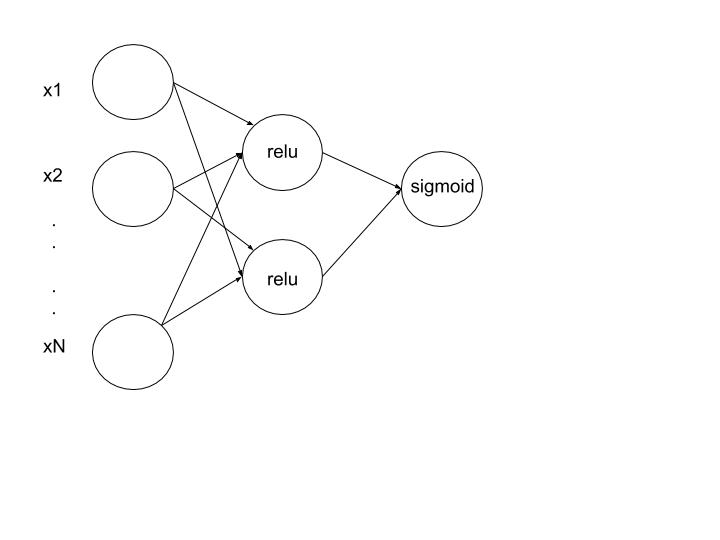 x1
relu
x2
sigmoid
.
.
relu
.
.
xN